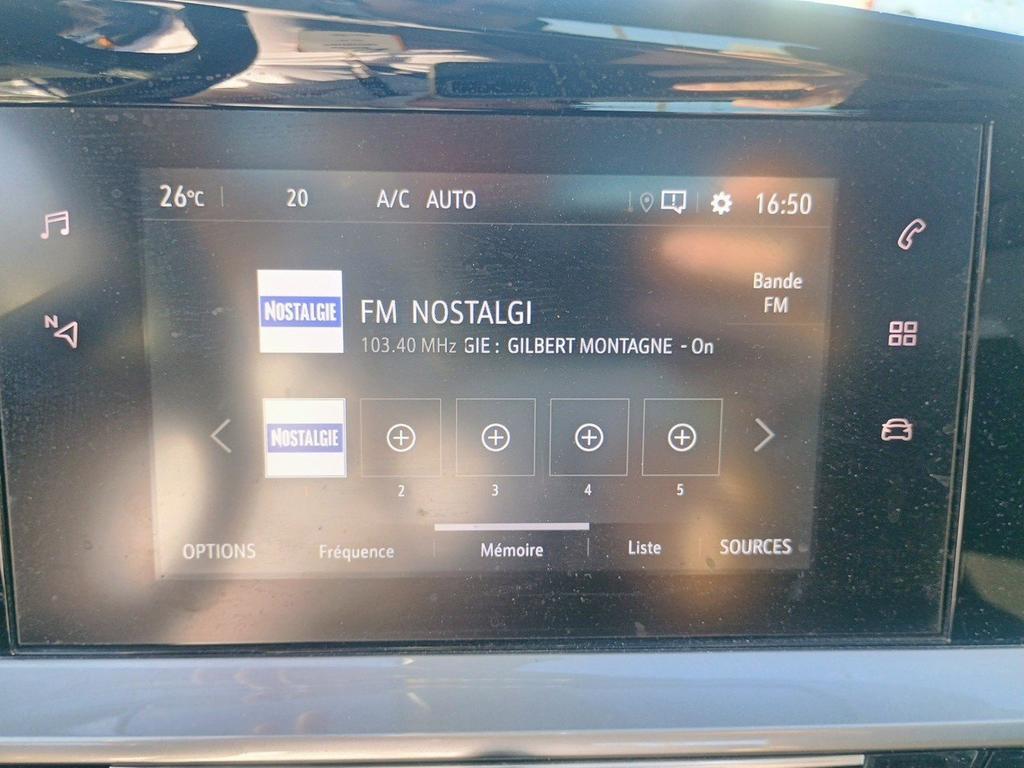 26°C 20 A/C AUTO 16:50
NOSTALGIE
FM NOSTALGI
Bande
FM
103.40 MHz GIE : GILBERT MONTAGNE - On
N
NOSTALGIE
2 3 4 5
OPTIONS Fréquence Mémoire Liste SOURCES